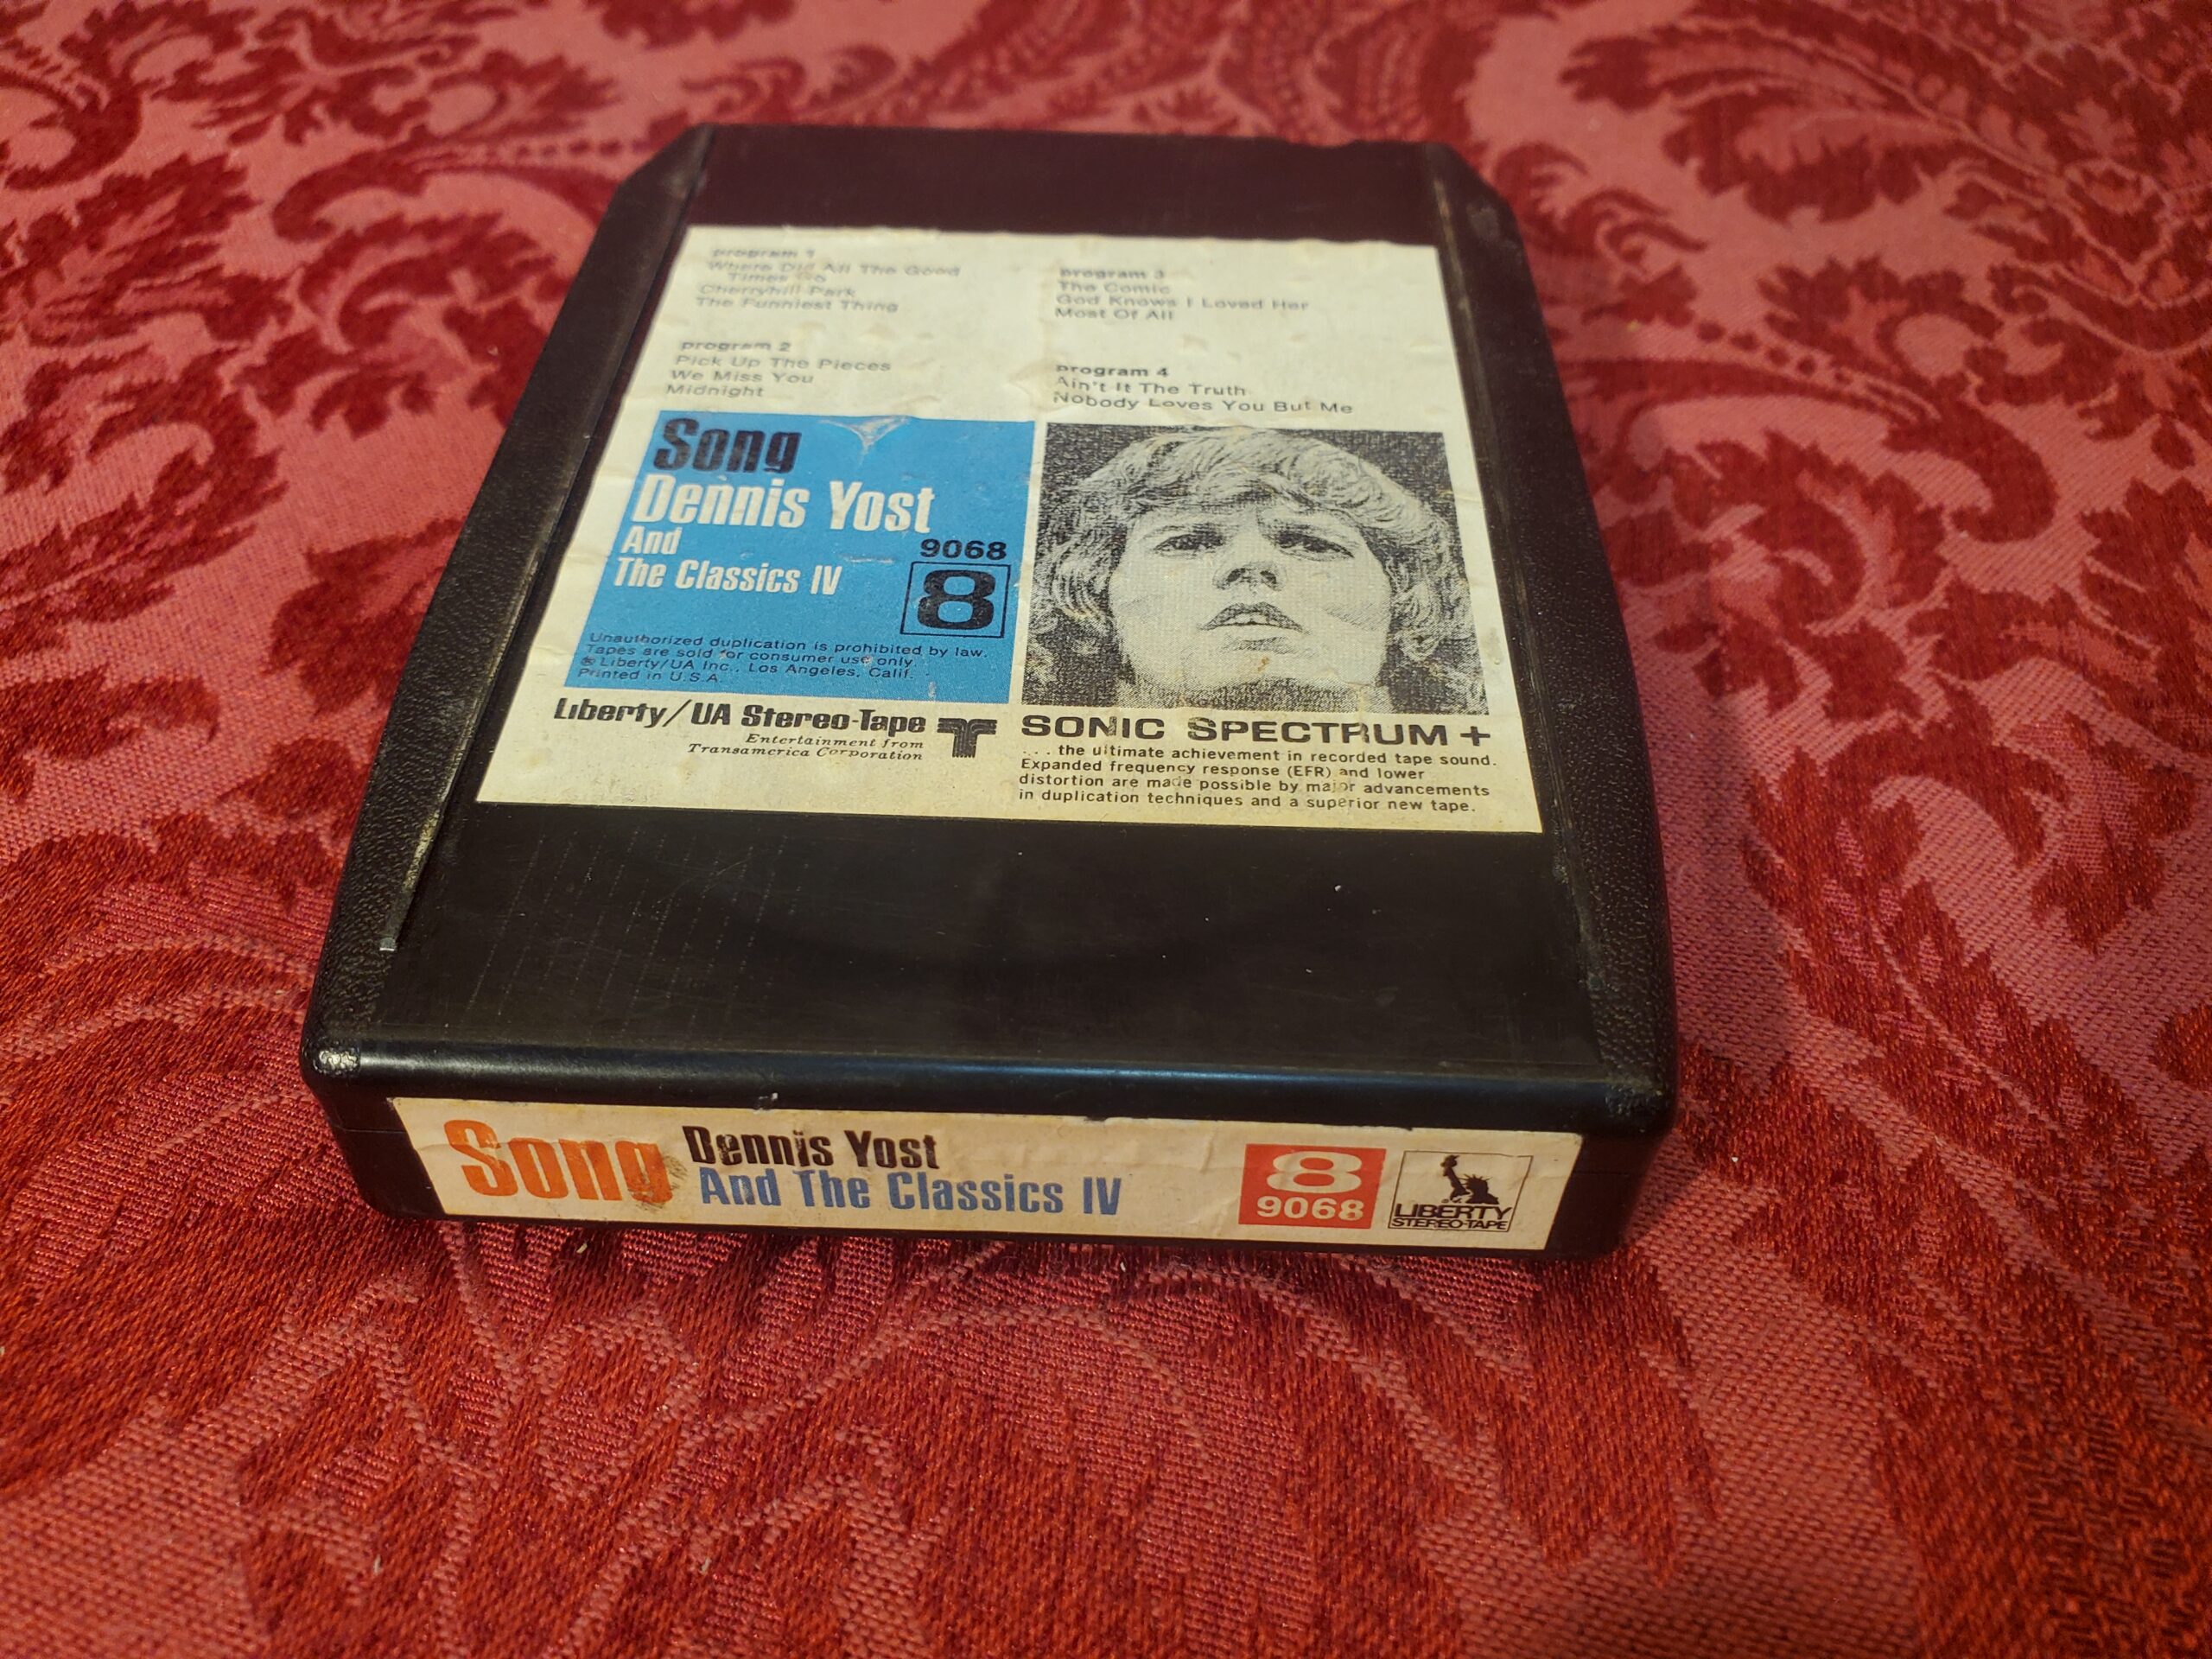 program 1
Where Did All The Good
Times Go
Cherryhill Park
The Funniest Thing
program 2
Pick Up The Pieces
We Miss You
Midnight
program 3
The Comic
God Knows I Loved Her
Most Of All
program 4
Ain't It The Truth
Nobody Loves You But Me
Song
Dennis Yost
And
The Classics IV
9068
8
Unauthorized duplication is prohibited by law.
Tapes are sold for consumer use only.
℗ Liberty/UA Inc., Los Angeles, Calif.
Printed in U.S.A.
Liberty/UA Stereo-Tape
Entertainment from
Transamerica Corporation
SONIC SPECTRUM +
. . . the ultimate achievement in recorded tape sound.
Expanded frequency response (EFR) and lower
distortion are made possible by major advancements
in duplication techniques and a superior new tape.
Song
Dennis Yost
And The Classics IV
8
9068
LIBERTY
STEREO-TAPE